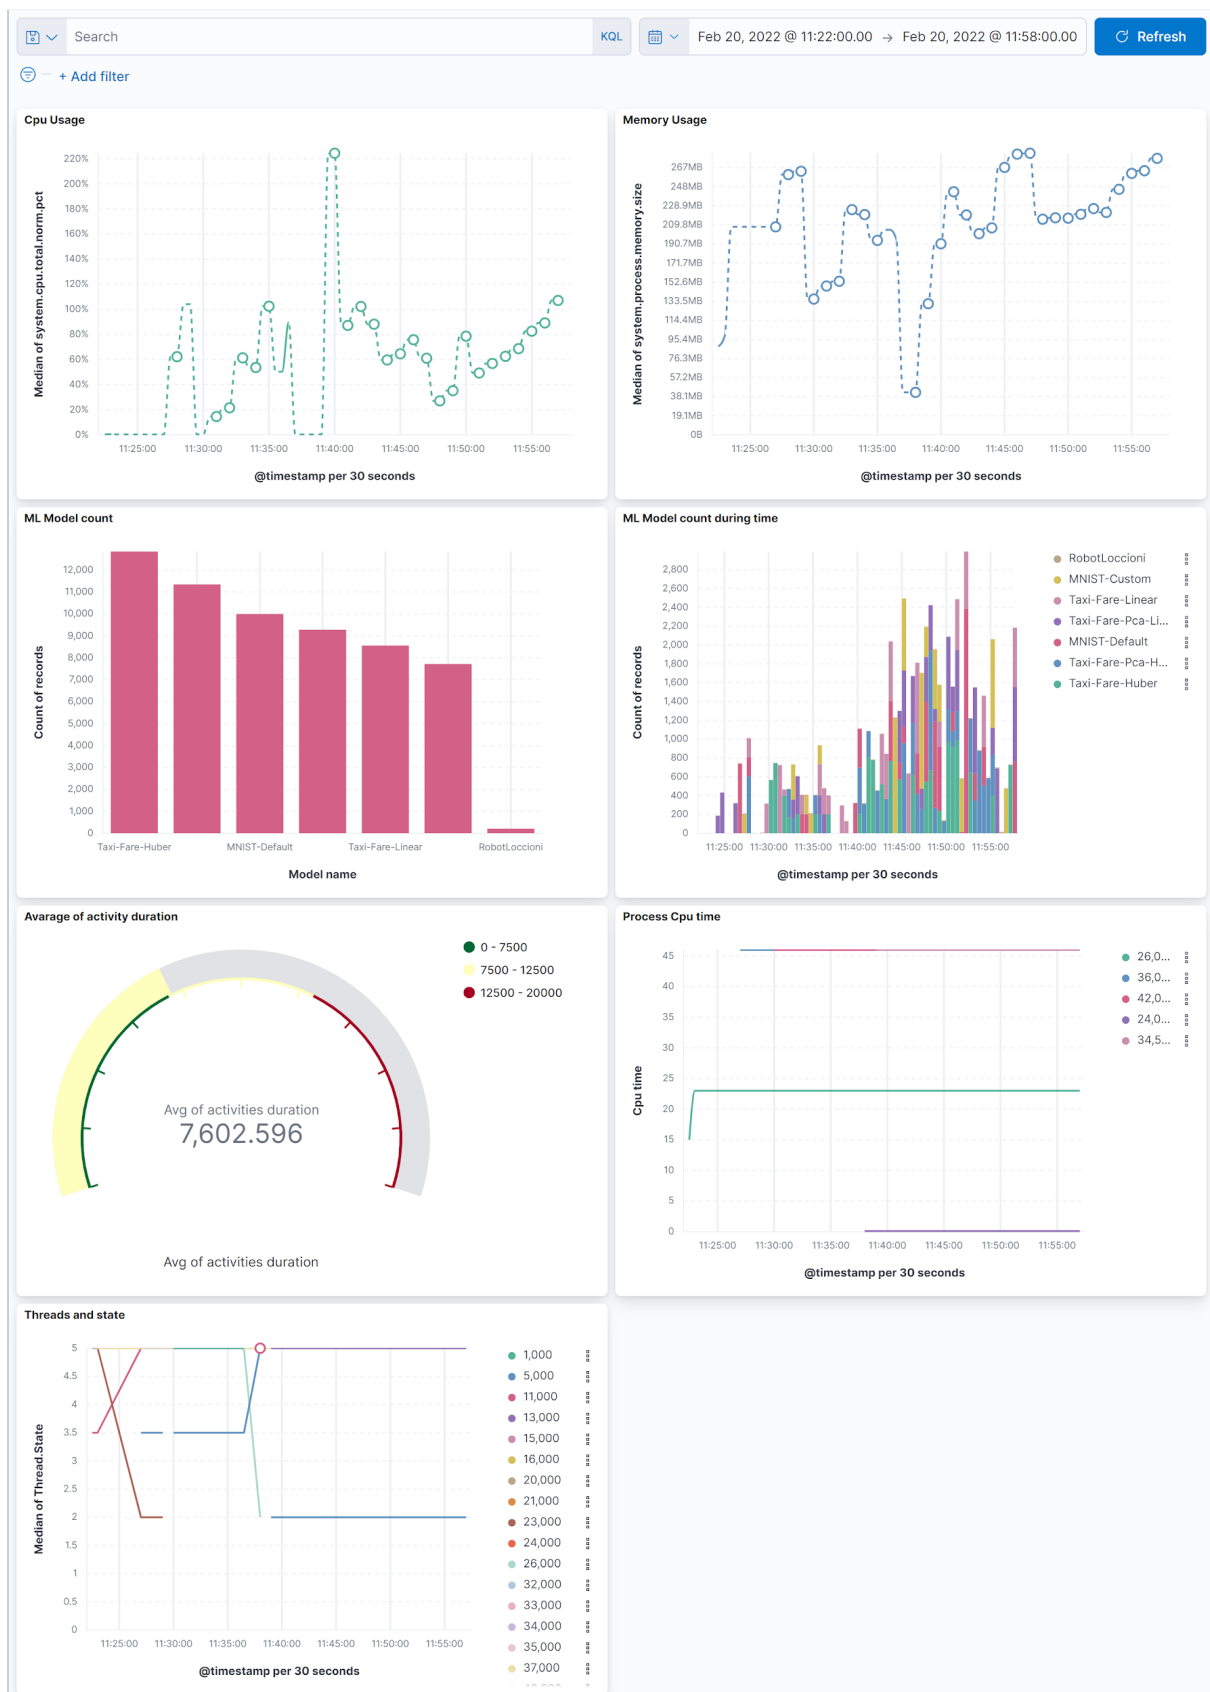 Search KQL Feb 20, 2022 @ 11:22:00.00 → Feb 20, 2022 @ 11:58:00.00 Refresh
+ Add filter
Cpu Usage
220%
200%
180%
160%
140%
120%
100%
80%
60%
40%
20%
0%
Median of system.cpu.total.norm.pct
11:25:00 11:30:00 11:35:00 11:40:00 11:45:00 11:50:00 11:55:00
@timestamp per 30 seconds
Memory Usage
267MB
248MB
228.9MB
209.8MB
190.7MB
171.7MB
152.6MB
133.5MB
114.4MB
95.4MB
76.3MB
57.2MB
38.1MB
19.1MB
0B
Median of system.process.memory.size
11:25:00 11:30:00 11:35:00 11:40:00 11:45:00 11:50:00 11:55:00
@timestamp per 30 seconds
ML Model count
12,000
11,000
10,000
9,000
8,000
7,000
6,000
5,000
4,000
3,000
2,000
1,000
0
Count of records
Taxi-Fare-Huber MNIST-Default Taxi-Fare-Linear RobotLoccioni
Model name
ML Model count during time
2,800
2,600
2,400
2,200
2,000
1,800
1,600
1,400
1,200
1,000
800
600
400
200
0
Count of records
11:25:00 11:30:00 11:35:00 11:40:00 11:45:00 11:50:00 11:55:00
@timestamp per 30 seconds
RobotLoccioni
MNIST-Custom
Taxi-Fare-Linear
Taxi-Fare-Pca-Li...
MNIST-Default
Taxi-Fare-Pca-H...
Taxi-Fare-Huber
Avarage of activity duration
0 - 7500
7500 - 12500
12500 - 20000
Avg of activities duration
7,602.596
Avg of activities duration
Process Cpu time
45
40
35
30
25
20
15
10
5
0
Cpu time
11:25:00 11:30:00 11:35:00 11:40:00 11:45:00 11:50:00 11:55:00
@timestamp per 30 seconds
26,0...
36,0...
42,0...
24,0...
34,5...
Threads and state
5
4.5
4
3.5
3
2.5
2
1.5
1
0.5
0
Median of Thread.State
11:25:00 11:30:00 11:35:00 11:40:00 11:45:00 11:50:00 11:55:00
@timestamp per 30 seconds
1,000
5,000
11,000
13,000
15,000
16,000
20,000
21,000
23,000
24,000
26,000
32,000
33,000
34,000
35,000
37,000